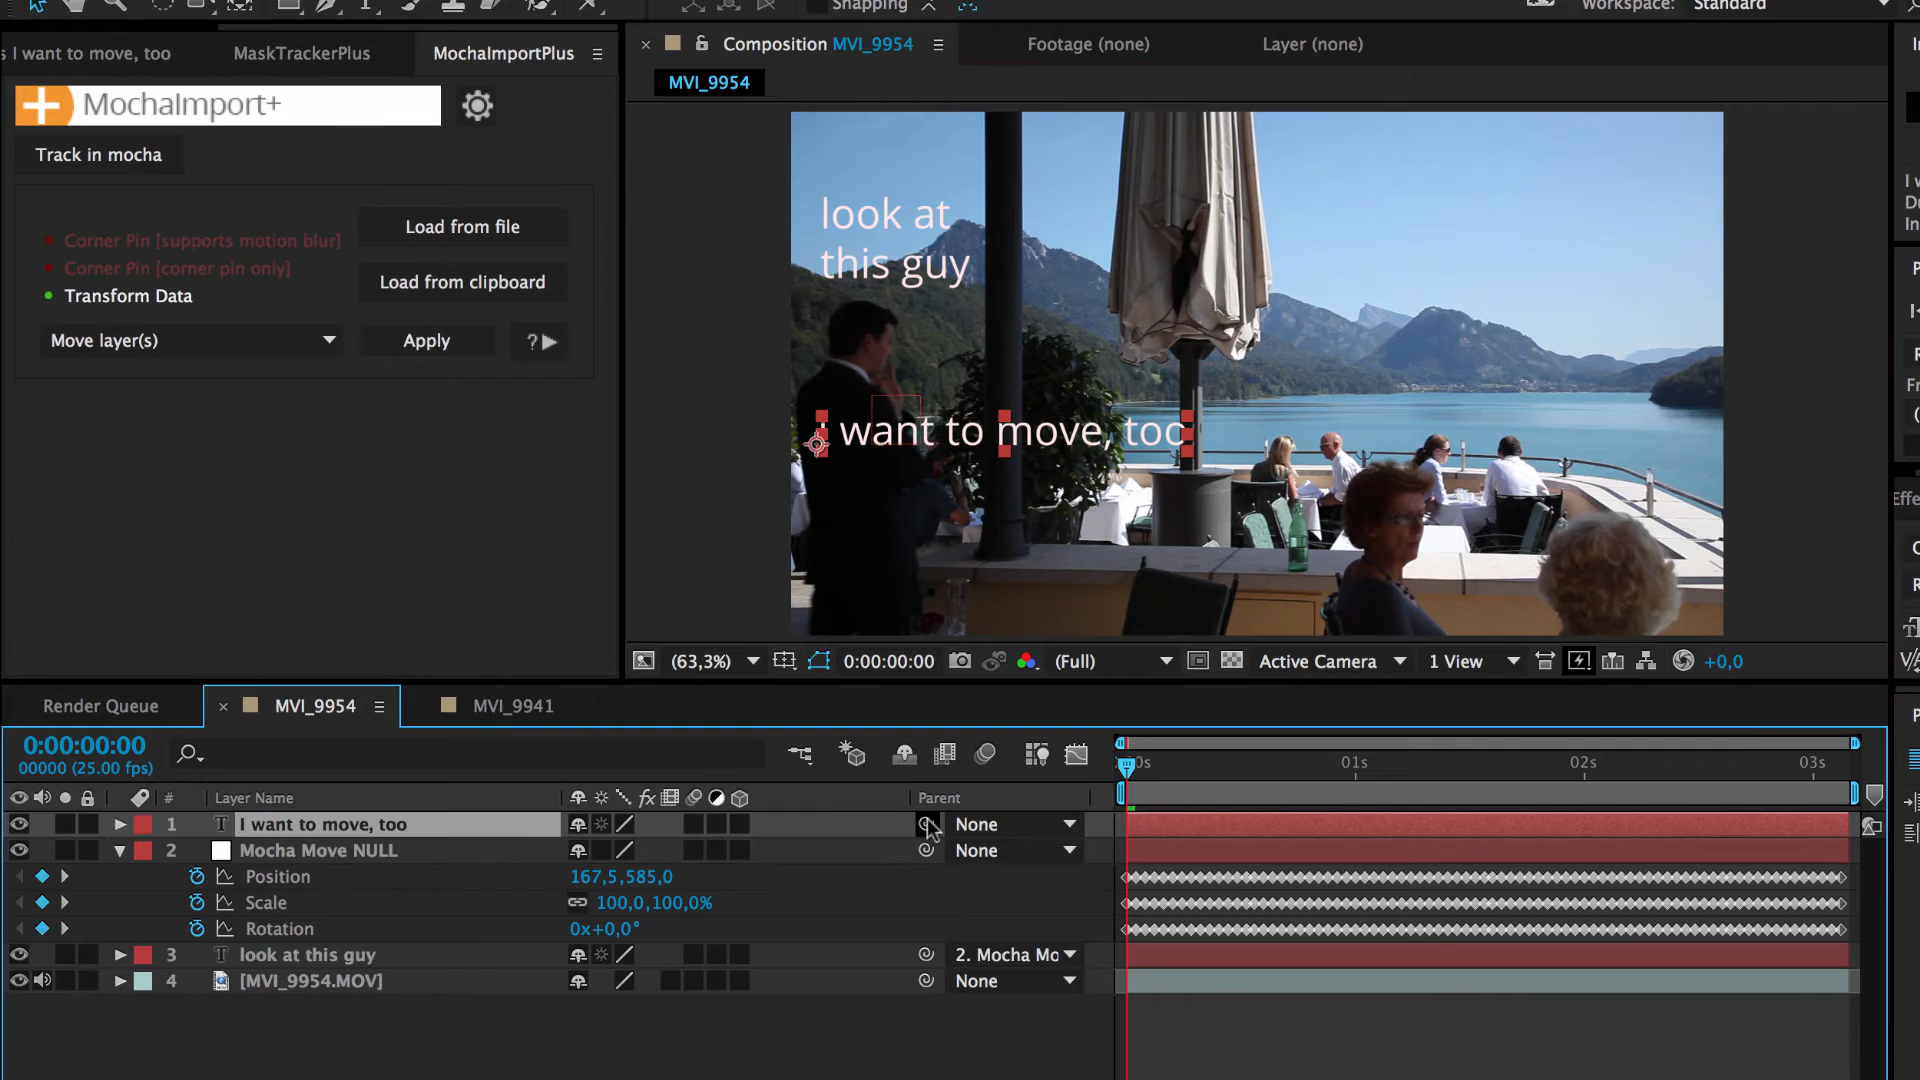 Snapping
Workspace: Standard
s I want to move, too
MaskTrackerPlus
MochaImportPlus
MochaImport+
Track in mocha
Corner Pin [supports motion blur]
Corner Pin [corner pin only]
Transform Data
Load from file
Load from clipboard
Move layer(s)
Apply
?
Composition MVI_9954
Footage (none)
Layer (none)
MVI_9954
look at
this guy
I want to move, too
(63,3%)
0:00:00:00
(Full)
Active Camera
1 View
+0,0
Render Queue
MVI_9954
MVI_9941
0:00:00:00
00000 (25.00 fps)
# Layer Name
fx
Parent
0s 01s 02s 03s
1 T I want to move, too None
2 Mocha Move NULL None
Position 167,5,585,0
Scale 100,0,100,0%
Rotation 0x+0,0°
3 T look at this guy 2. Mocha Mo
4 [MVI_9954.MOV] None
I w
Du
In
Fr
Effe